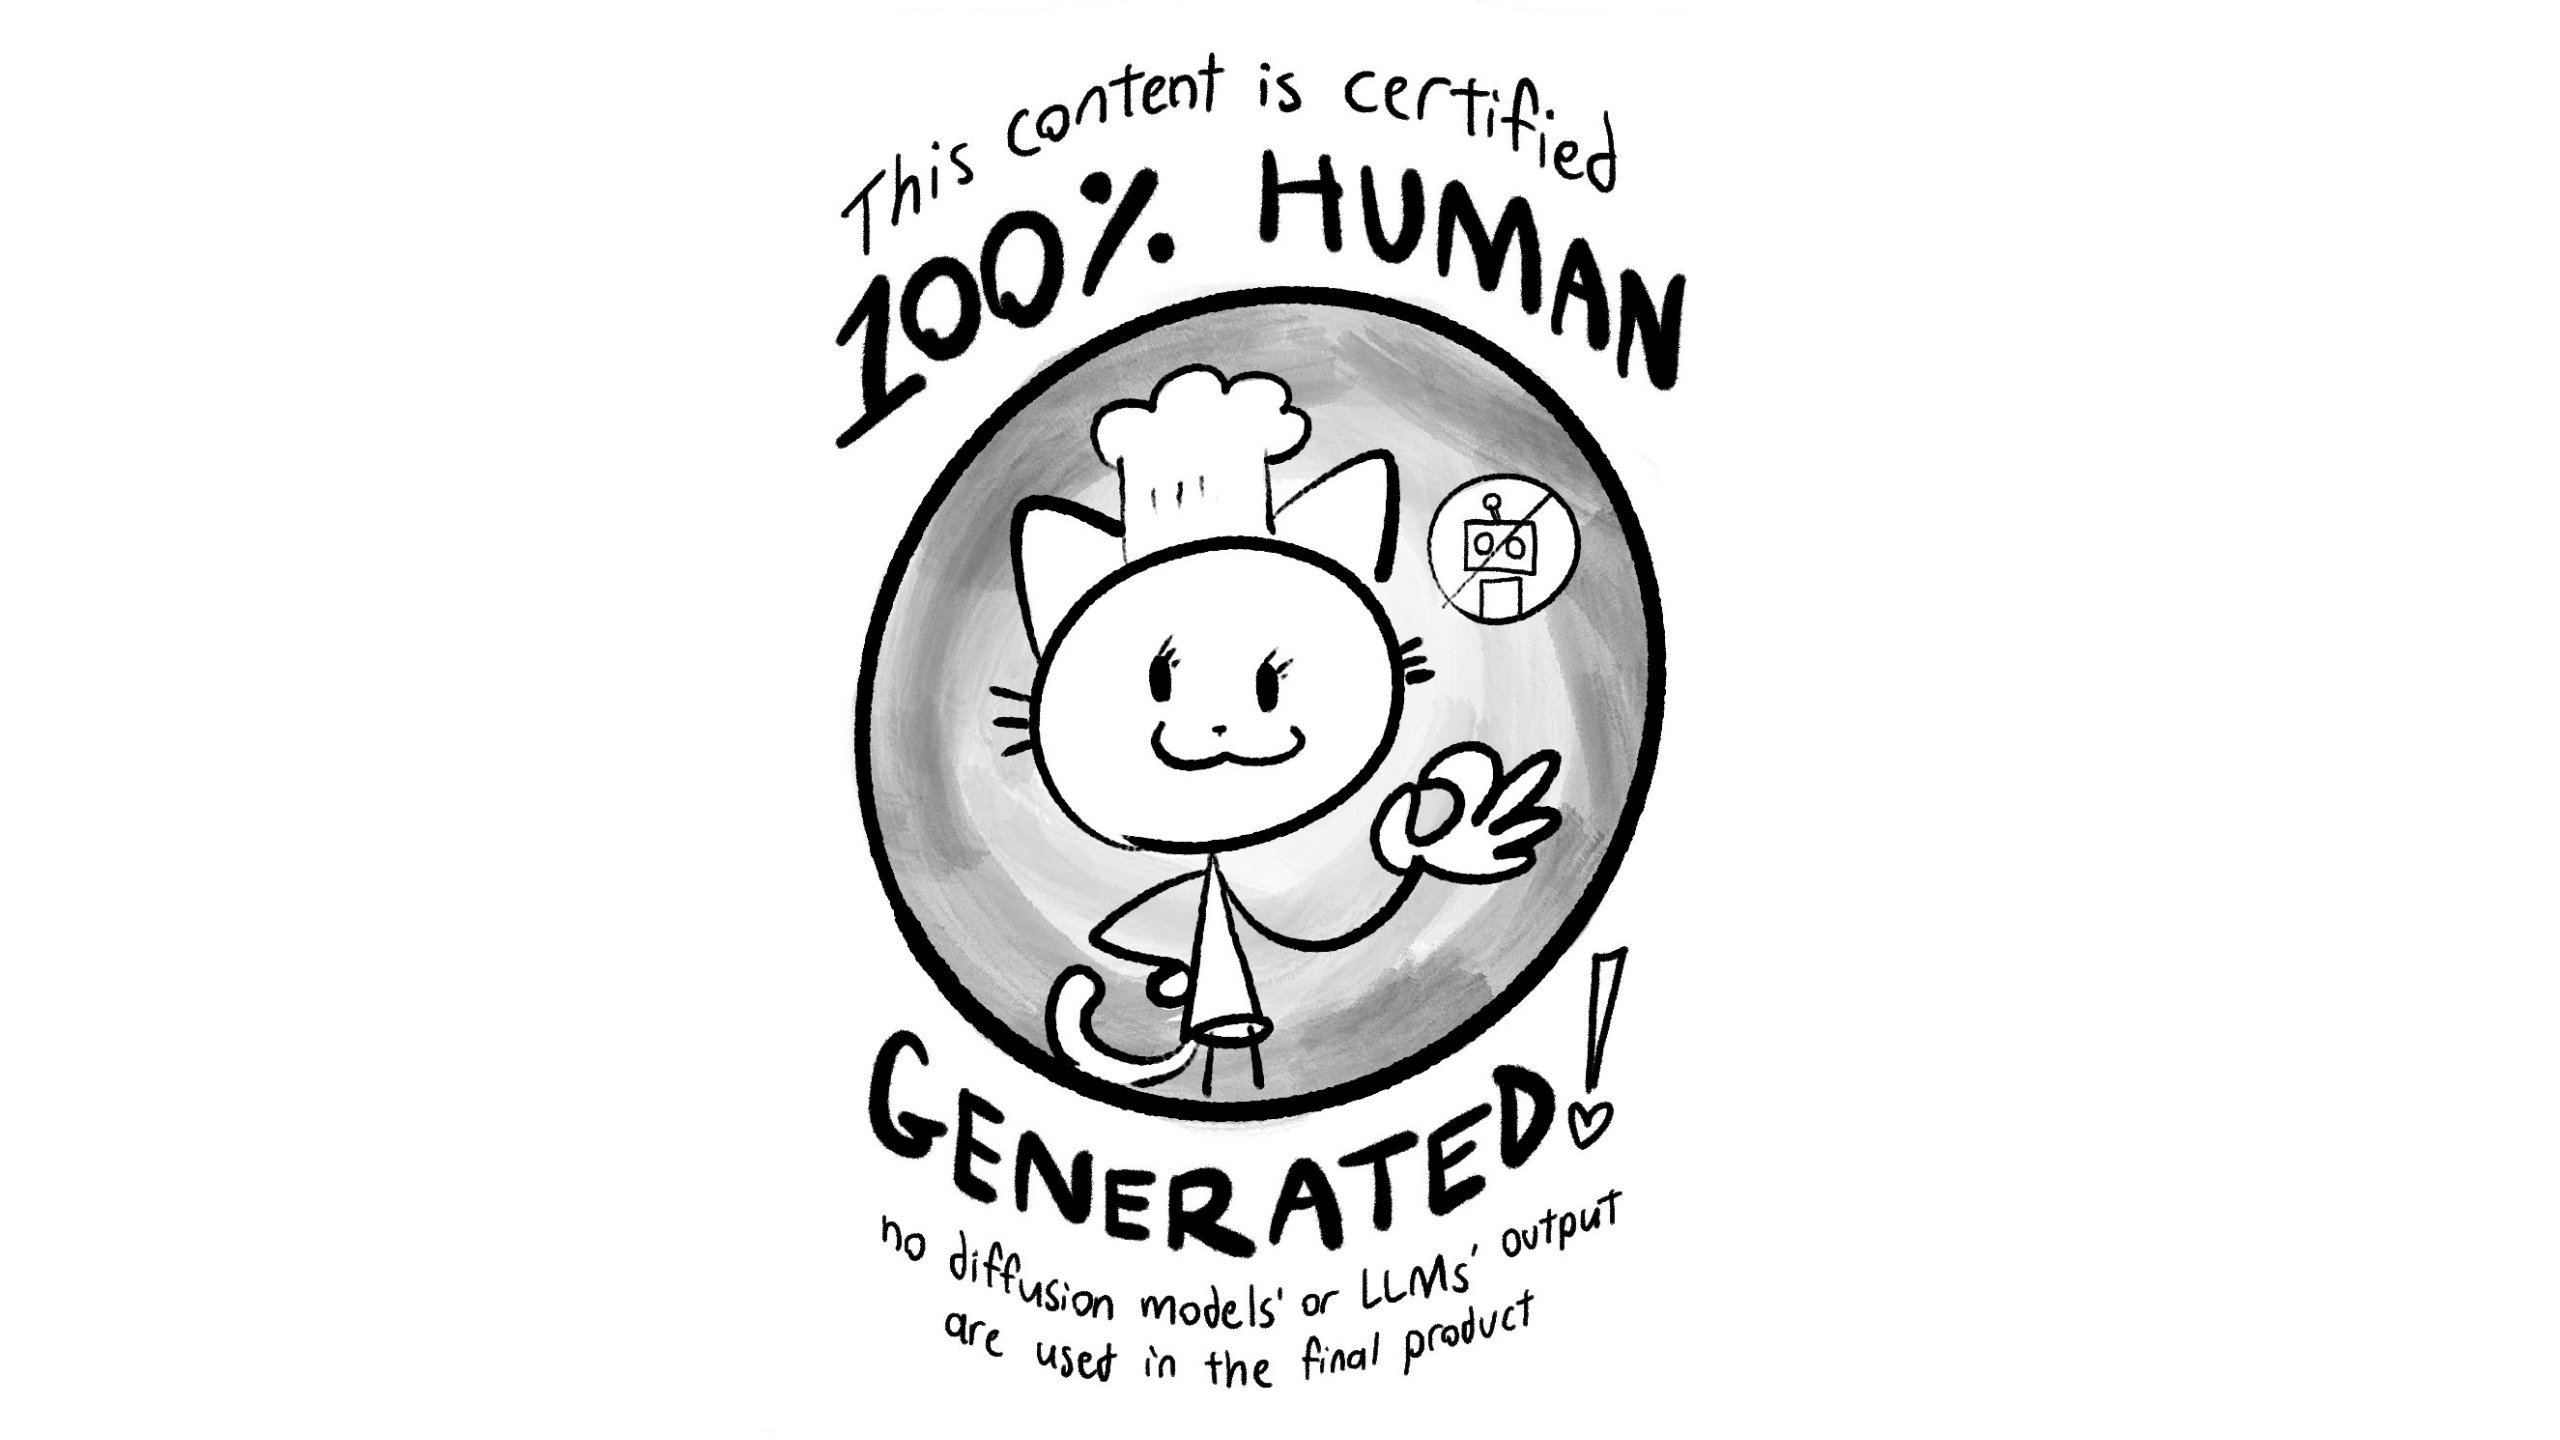 This content is certified
100% HUMAN
GENERATED!
no diffusion models' or LLMs' output
are used in the final product